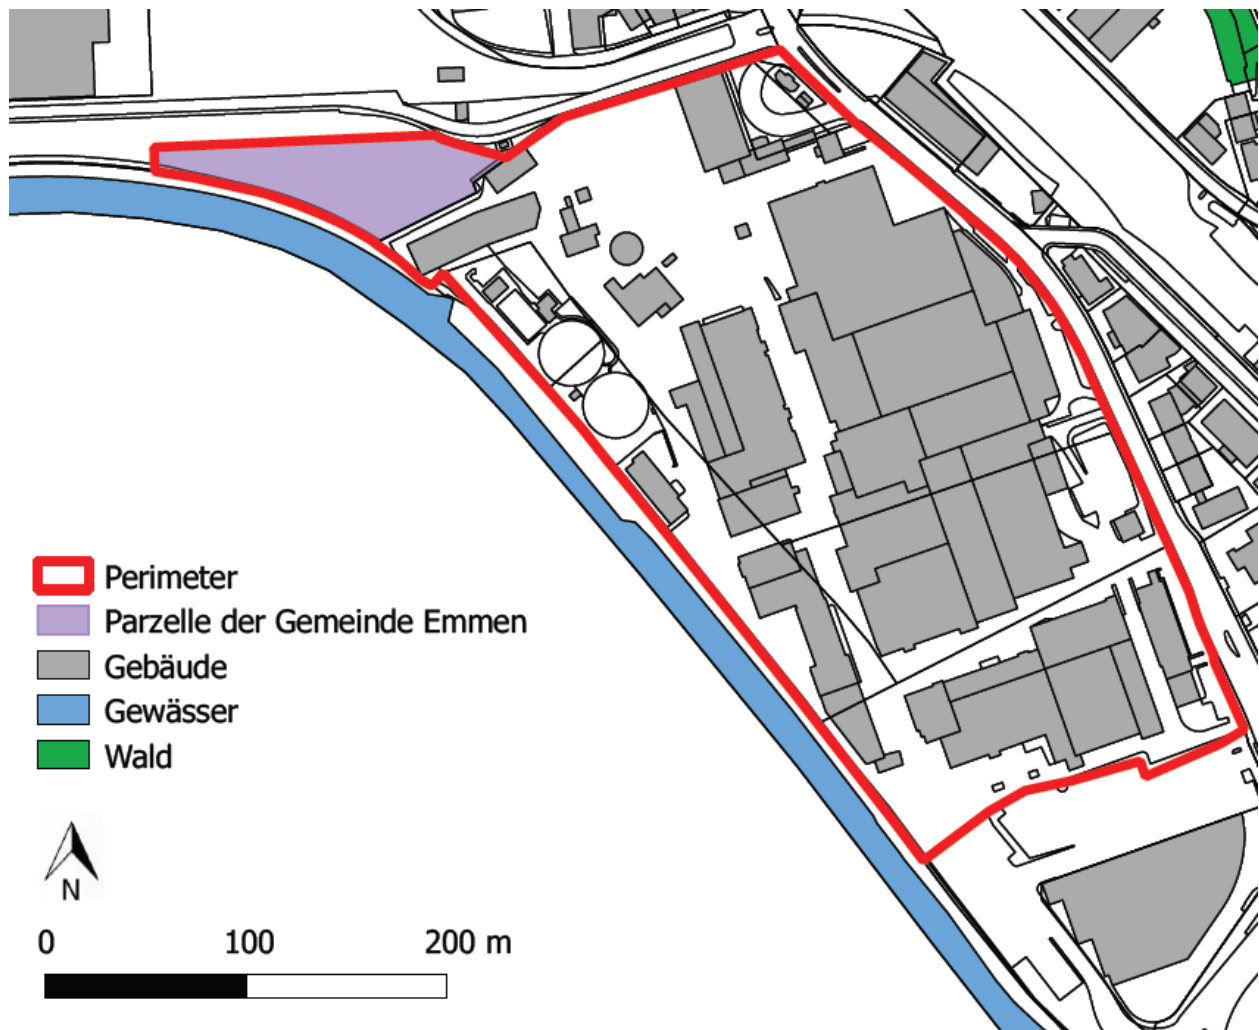 Perimeter
Parzelle der Gemeinde Emmen
Gebäude
Gewässer
Wald
N
0 100 200 m